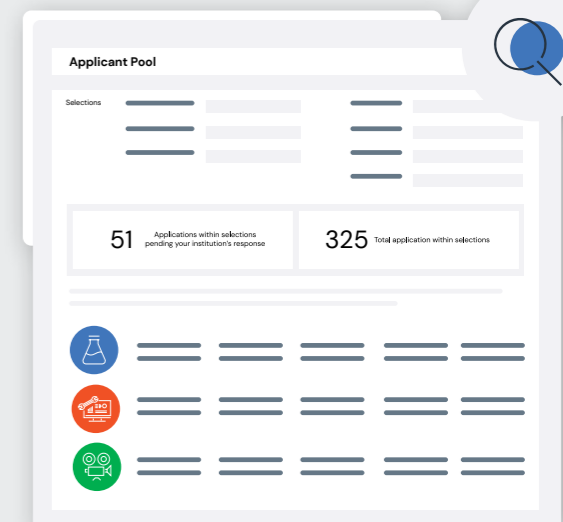 Applicant Pool
Selections
51
Applications within selections
pending your institution's response
325
Total application within selections